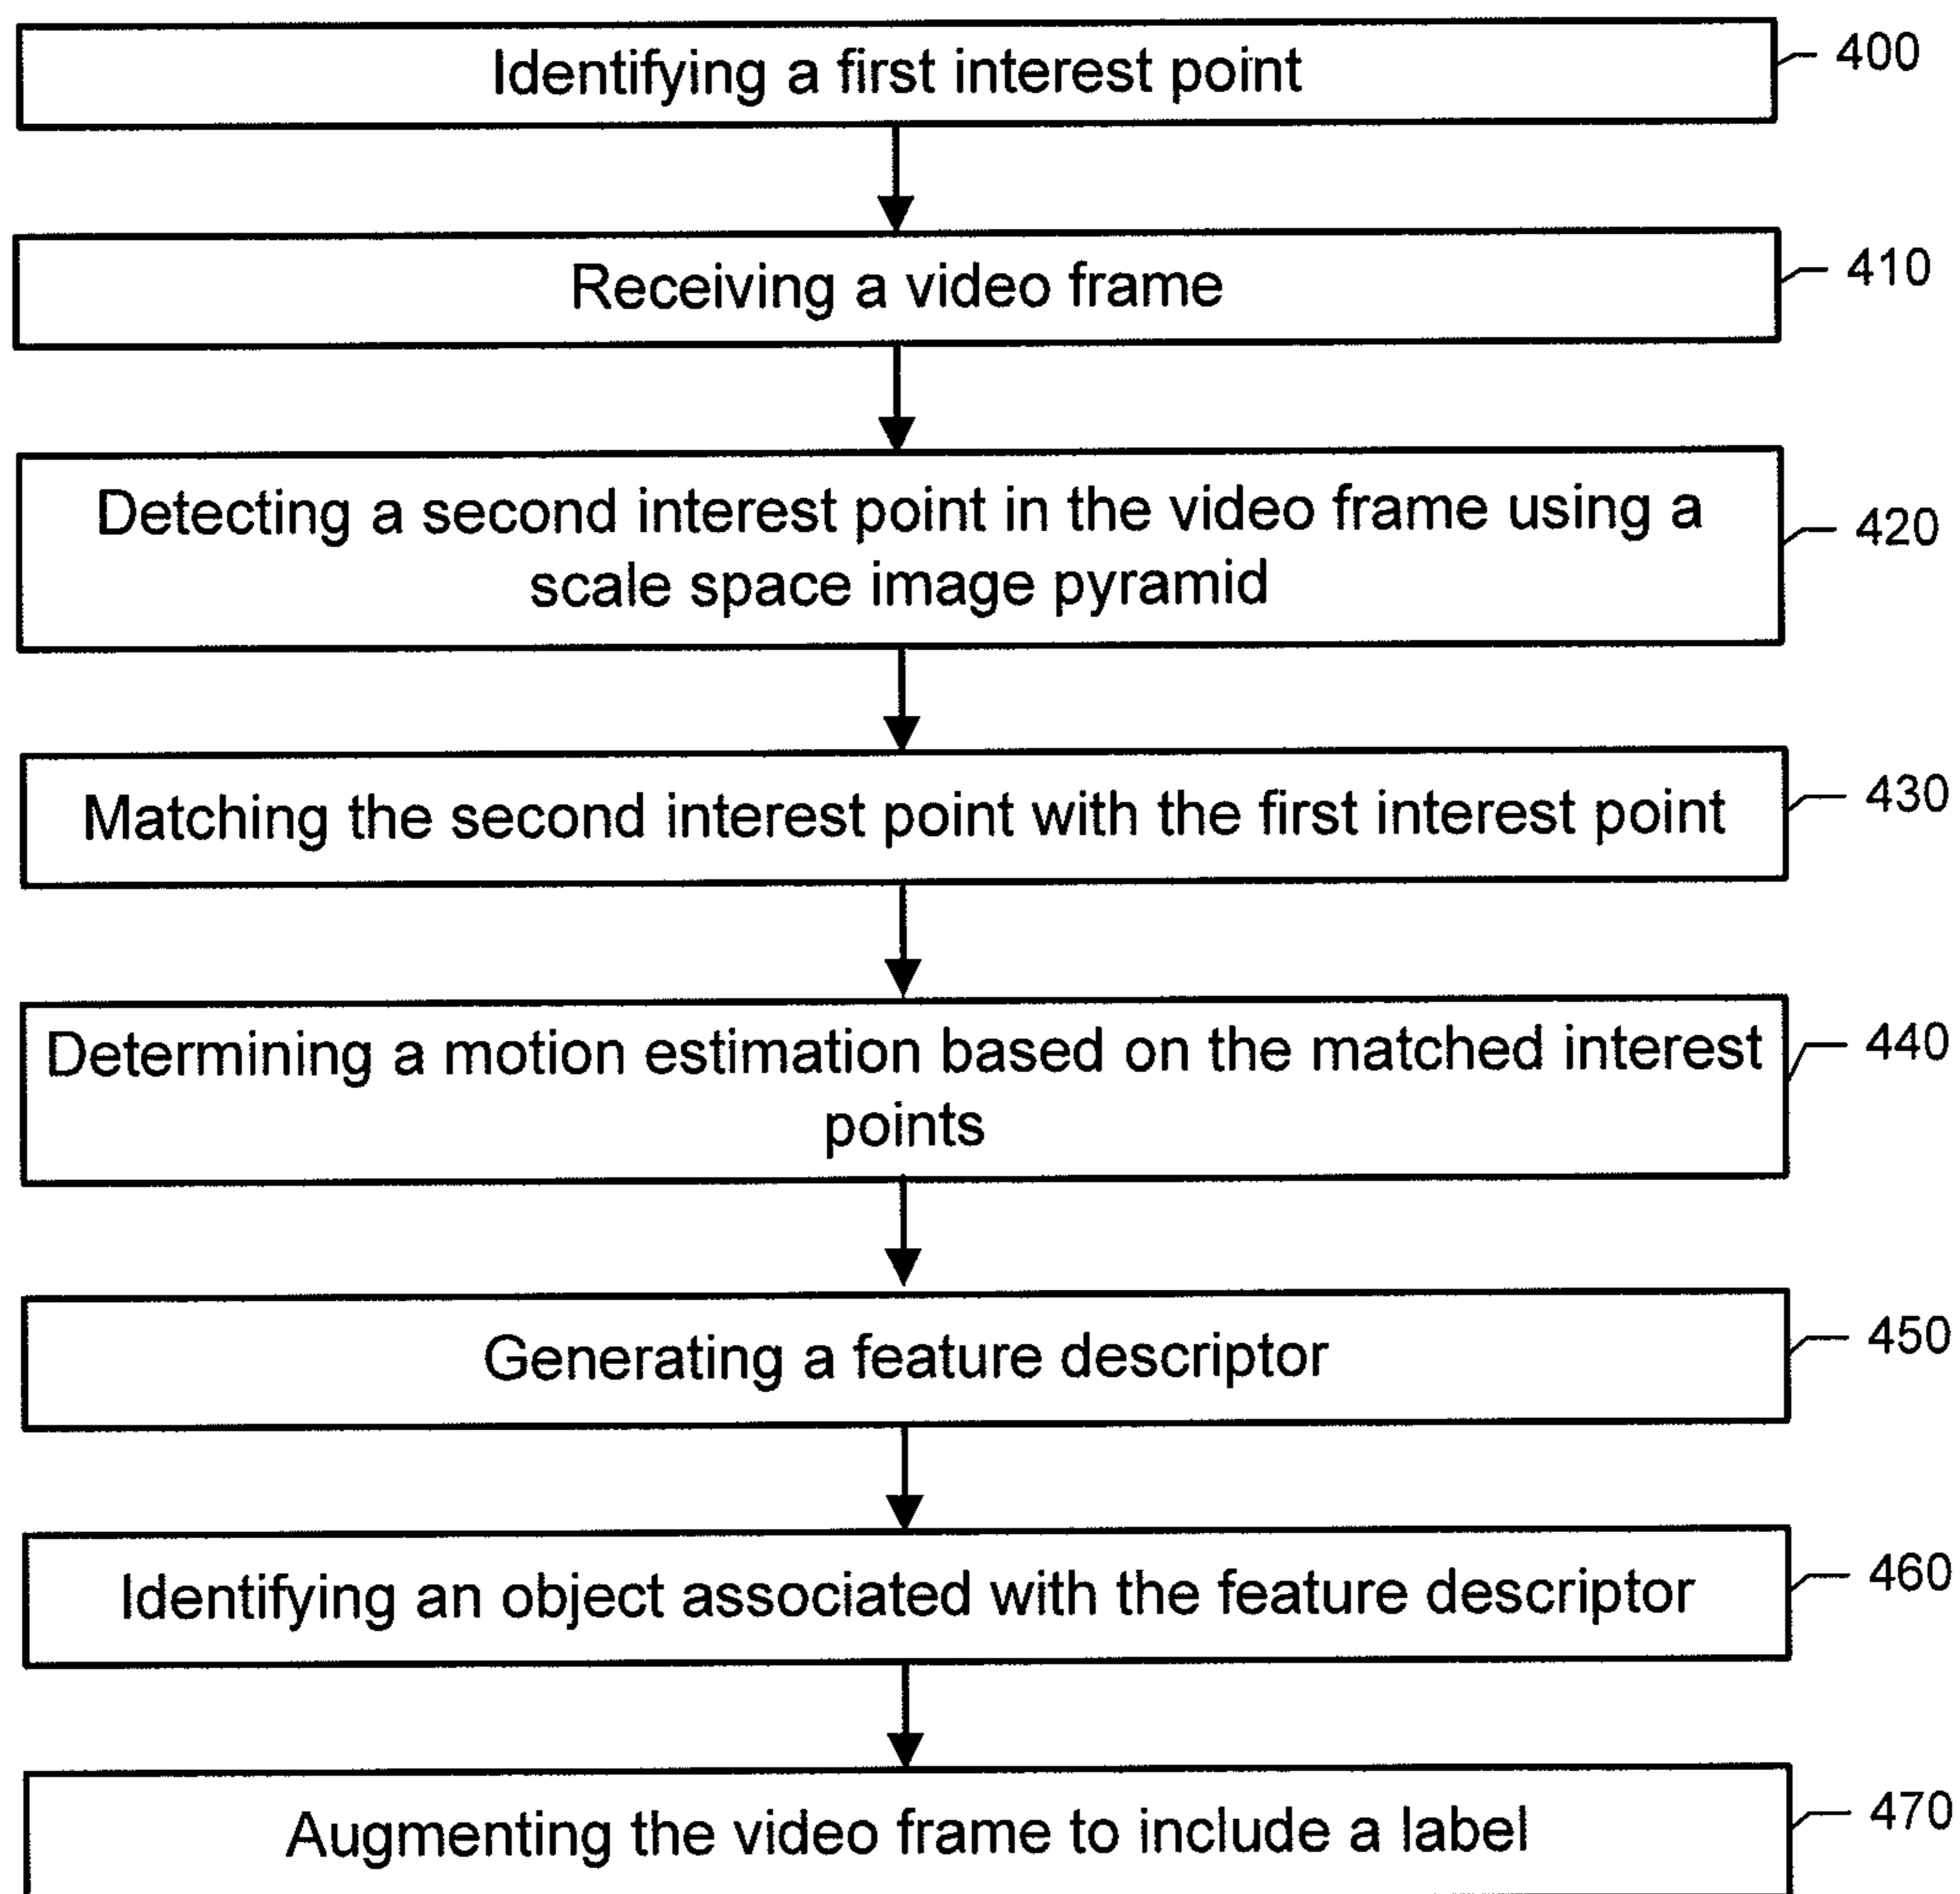 Identifying a first interest point
400
Receiving a video frame
410
Detecting a second interest point in the video frame using a
scale space image pyramid
420
Matching the second interest point with the first interest point
430
Determining a motion estimation based on the matched interest
points
440
Generating a feature descriptor
450
Identifying an object associated with the feature descriptor
460
Augmenting the video frame to include a label
470